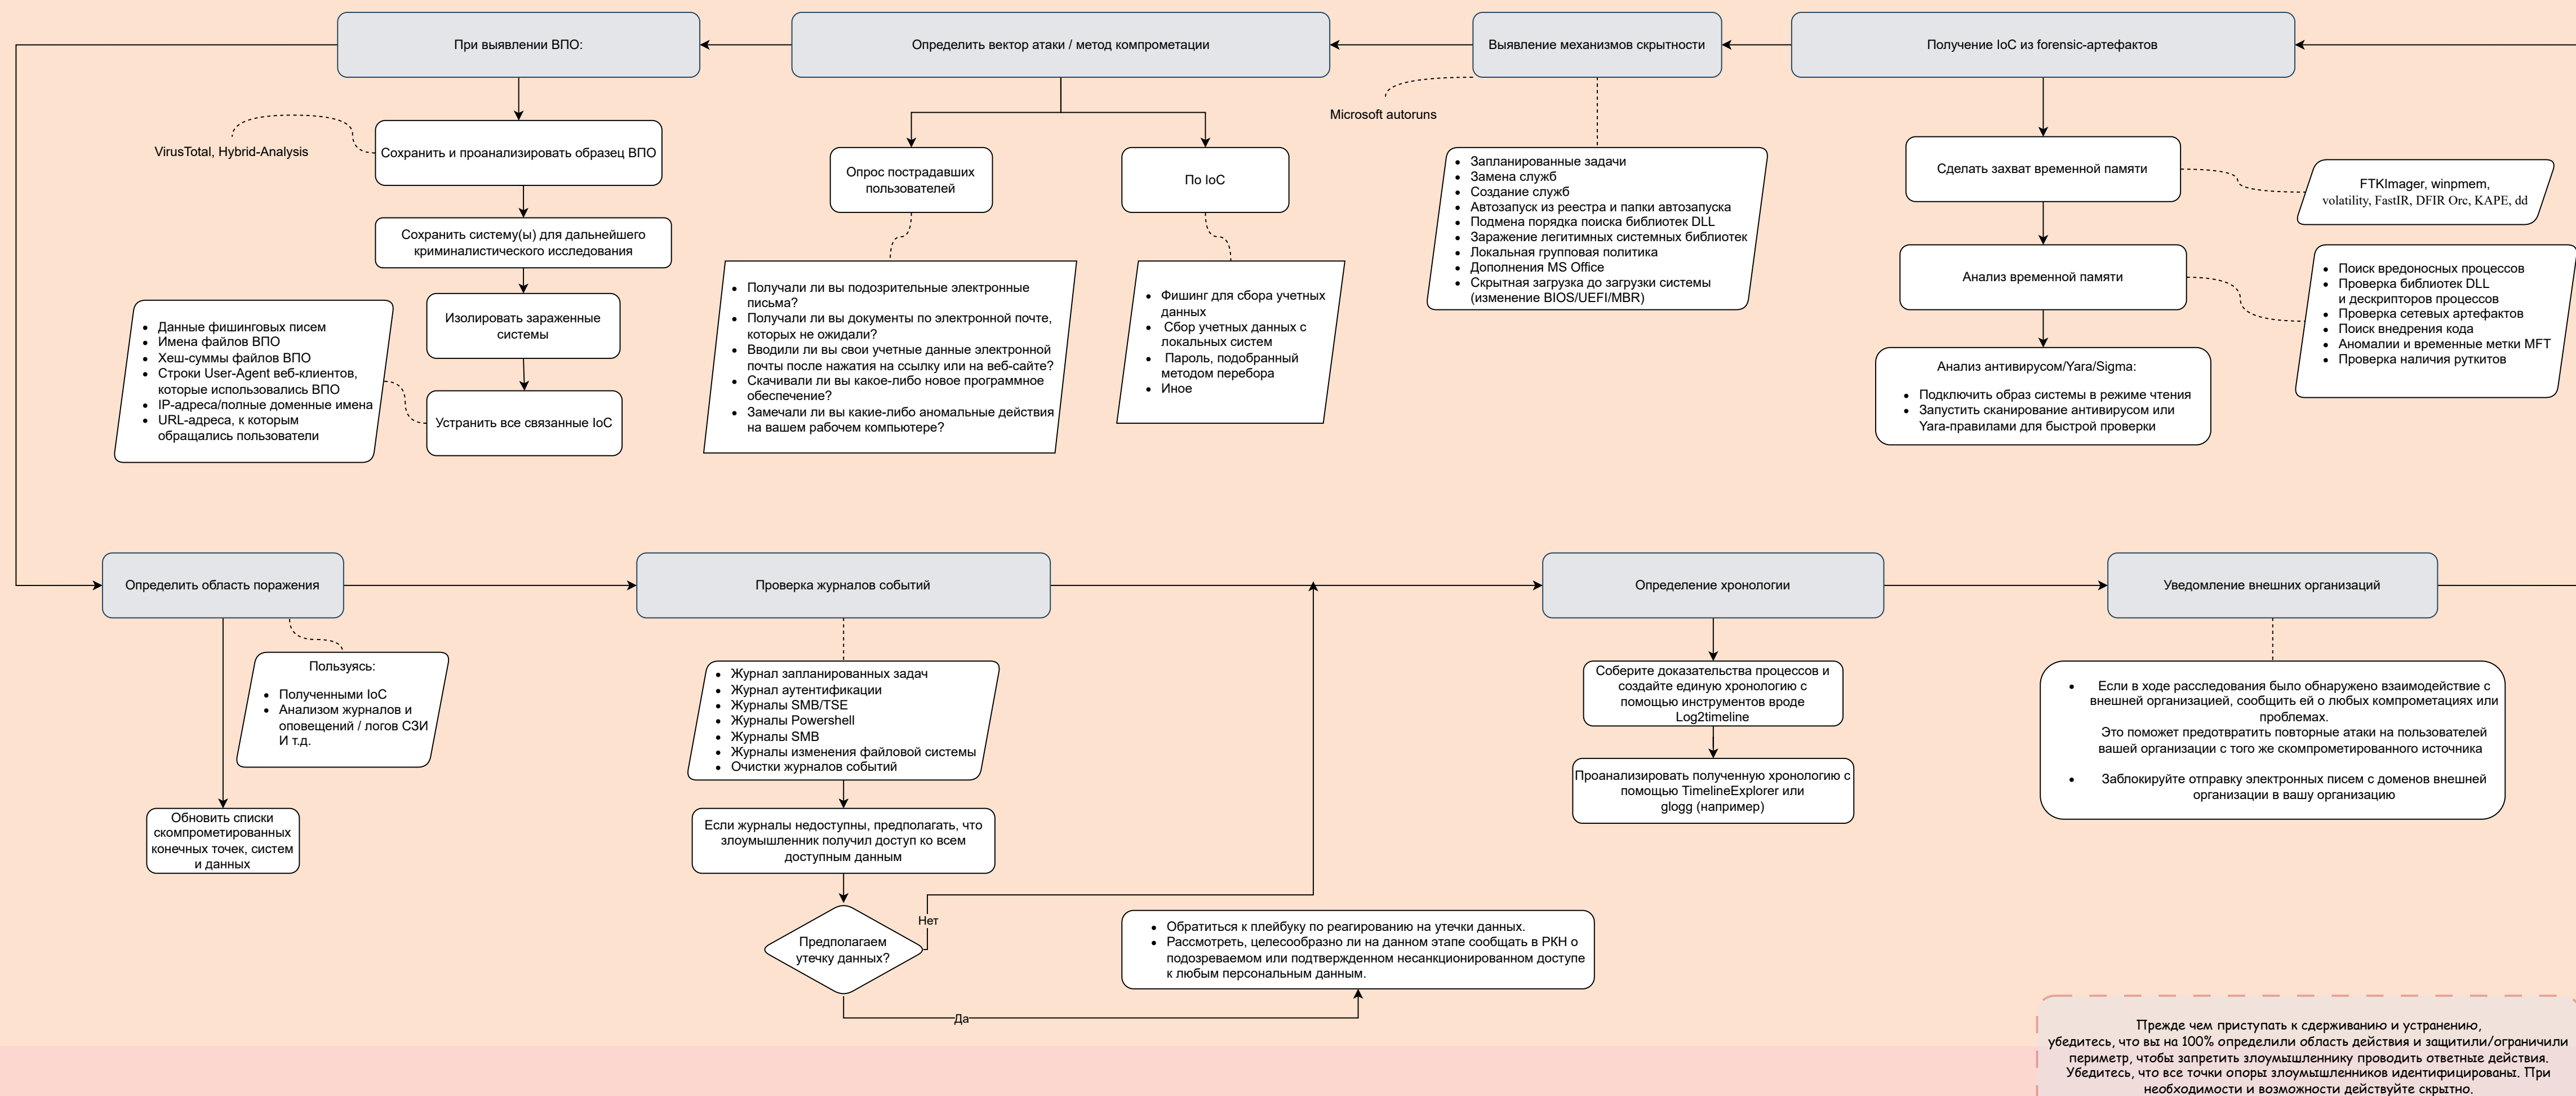 При выявлении ВПО:
Определить вектор атаки / метод компрометации
Выявление механизмов скрытности
Получение IoC из forensic-артефактов
VirusTotal, Hybrid-Analysis
Сохранить и проанализировать образец ВПО
Сохранить систему(ы) для дальнейшего
криминалистического исследования
Изолировать зараженные
системы
Устранить все связанные IoC
• Данные фишинговых писем
• Имена файлов ВПО
• Хеш-суммы файлов ВПО
• Строки User-Agent веб-клиентов,
которые использовались ВПО
• IP-адреса/полные доменные имена
• URL-адреса, к которым
обращались пользователи
Опрос пострадавших
пользователей
По IoC
• Получали ли вы подозрительные электронные
письма?
• Получали ли вы документы по электронной почте,
которых не ожидали?
• Вводили ли вы свои учетные данные электронной
почты после нажатия на ссылку или на веб-сайте?
• Скачивали ли вы какое-либо новое программное
обеспечение?
• Замечали ли вы какие-либо аномальные действия
на вашем рабочем компьютере?
• Фишинг для сбора учетных
данных
• Сбор учетных данных с
локальных систем
• Пароль, подобранный
методом перебора
• Иное
Microsoft autoruns
• Запланированные задачи
• Замена служб
• Создание служб
• Автозапуск из реестра и папки автозапуска
• Подмена порядка поиска библиотек DLL
• Заражение легитимных системных библиотек
• Локальная групповая политика
• Дополнения MS Office
• Скрытная загрузка до загрузки системы
(изменение BIOS/UEFI/MBR)
Сделать захват временной памяти
FTKImager, winpmem,
volatility, FastIR, DFIR Orc, KAPE, dd
Анализ временной памяти
• Поиск вредоносных процессов
• Проверка библиотек DLL
и дескрипторов процессов
• Проверка сетевых артефактов
• Поиск внедрения кода
• Аномалии и временные метки MFT
• Проверка наличия руткитов
Анализ антивирусом/Yara/Sigma:
• Подключить образ системы в режиме чтения
• Запустить сканирование антивирусом или
Yara-правилами для быстрой проверки
Определить область поражения
Проверка журналов событий
Определение хронологии
Уведомление внешних организаций
Пользуясь:
• Полученными IoC
• Анализом журналов и
оповещений / логов СЗИ
И т.д.
Обновить списки
скомпрометированных
конечных точек, систем
и данных
• Журнал запланированных задач
• Журнал аутентификации
• Журналы SMB/TSE
• Журналы Powershell
• Журналы SMB
• Журналы изменения файловой системы
• Очистки журналов событий
Если журналы недоступны, предполагать, что
злоумышленник получил доступ ко всем
доступным данным
Предполагаем
утечку данных?
Нет
Да
• Обратиться к плейбуку по реагированию на утечки данных.
• Рассмотреть, целесообразно ли на данном этапе сообщать в РКН о
подозреваемом или подтвержденном несанкционированном доступе
к любым персональным данным.
Соберите доказательства процессов и
создайте единую хронологию с
помощью инструментов вроде
Log2timeline
Проанализировать полученную хронологию с
помощью TimelineExplorer или
glogg (например)
• Если в ходе расследования было обнаружено взаимодействие с
внешней организацией, сообщить ей о любых компрометациях или
проблемах.
Это поможет предотвратить повторные атаки на пользователей
вашей организации с того же скомпрометированного источника
• Заблокируйте отправку электронных писем с доменов внешней
организации в вашу организацию
Прежде чем приступать к сдерживанию и устранению,
убедитесь, что вы на 100% определили область действия и защитили/ограничили
периметр, чтобы запретить злоумышленнику проводить ответные действия.
Убедитесь, что все точки опоры злоумышленников идентифицированы. При
необходимости и возможности действуйте скрытно.